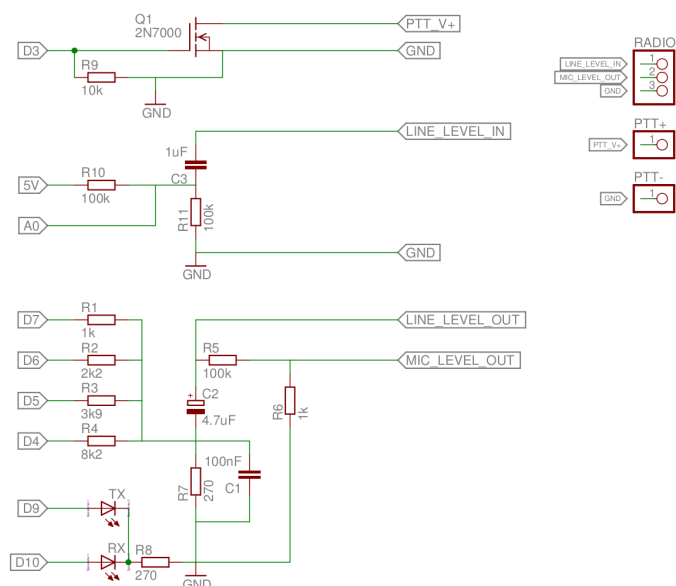 Q1
2N7000
PTT_V+
D3
GND
R9
10k
GND
RADIO
LINE_LEVEL_IN
1
MIC_LEVEL_OUT
2
GND
3
PTT+
PTT_V+
1
PTT-
GND
1
LINE_LEVEL_IN
1uF
C3
5V
R10
100k
R11
100k
A0
GND
GND
D7
R1
1k
LINE_LEVEL_OUT
D6
R2
2k2
R5
100k
MIC_LEVEL_OUT
D5
R3
3k9
+
C2
4.7uF
R6
1k
D4
R4
8k2
100nF
C1
R7
270
D9
TX
D10
RX
R8
270
GND